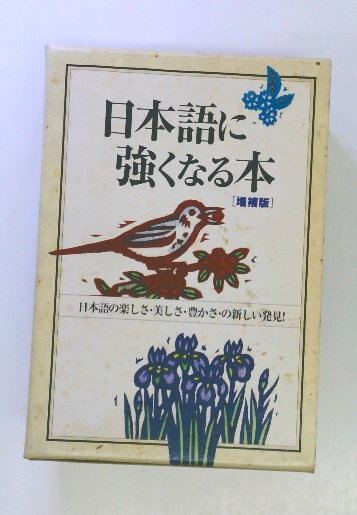 日本語に
強くなる本
[増補版]
日本語の楽しさ・美しさ・豊かさ・の新しい発見!